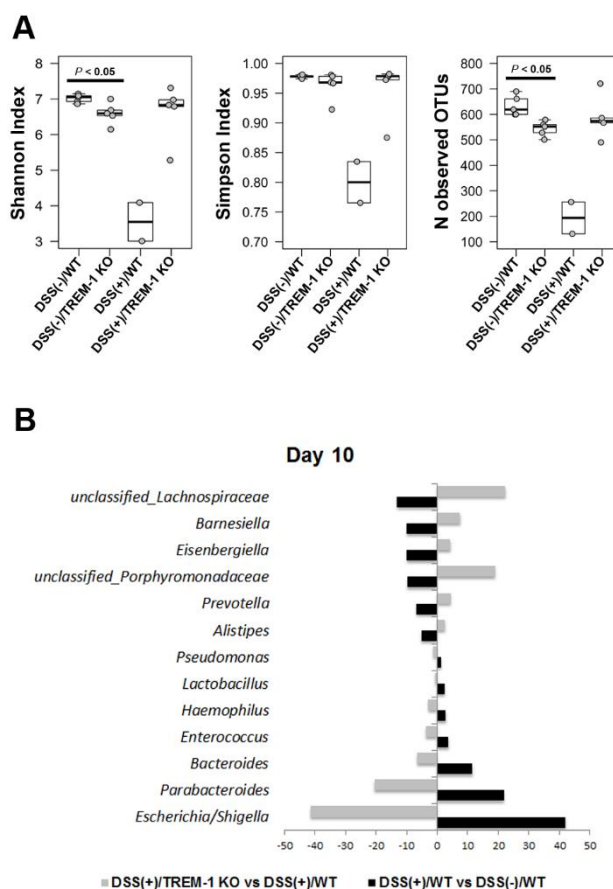 A
Shannon Index
8
7
6
5
4
3
P < 0.05
DSS(-)/WT
DSS(-)/TREM-1 KO
DSS(+)/WT
DSS(+)/TREM-1 KO
Simpson Index
1.00
0.95
0.90
0.85
0.80
0.75
0.70
DSS(-)/WT
DSS(-)/TREM-1 KO
DSS(+)/WT
DSS(+)/TREM-1 KO
N observed OTUs
800
700
600
500
400
300
200
100
P < 0.05
DSS(-)/WT
DSS(-)/TREM-1 KO
DSS(+)/WT
DSS(+)/TREM-1 KO
B
Day 10
unclassified_Lachnospiraceae
Barnesiella
Eisenbergiella
unclassified_Porphyromonadaceae
Prevotella
Alistipes
Pseudomonas
Lactobacillus
Haemophilus
Enterococcus
Bacteroides
Parabacteroides
Escherichia/Shigella
-50 -40 -30 -20 -10 0 10 20 30 40 50
DSS(+)/TREM-1 KO vs DSS(+)/WT DSS(+)/WT vs DSS(-)/WT